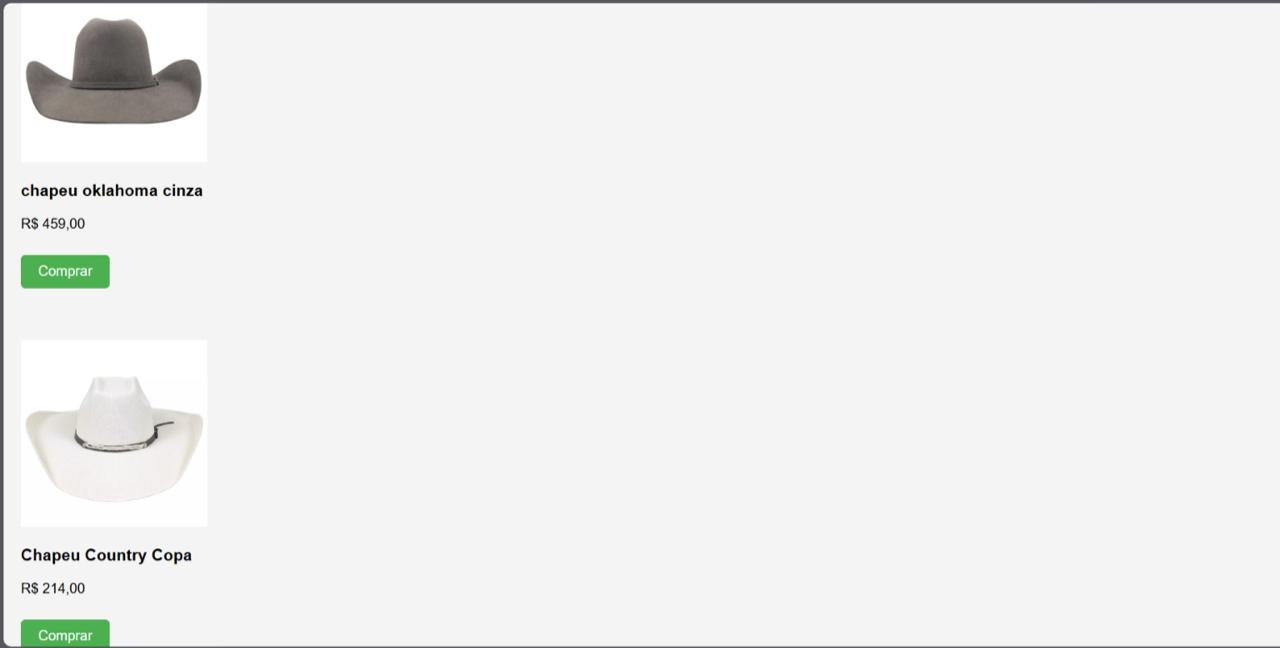 chapeu oklahoma cinza
R$ 459,00
Comprar
Chapeu Country Copa
R$ 214,00
Comprar